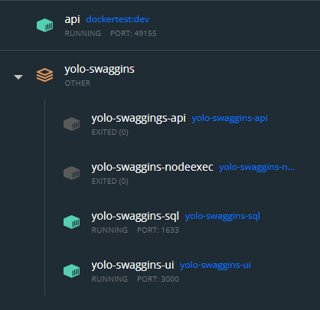 api dockertest:dev
RUNNING PORT: 49155
yolo-swaggins
OTHER
yolo-swaggings-api yolo-swaggins-api
EXITED (0)
yolo-swaggins-nodeexec yolo-swaggins-n...
EXITED (0)
yolo-swaggins-sql yolo-swaggins-sql
RUNNING PORT: 1633
yolo-swaggins-ui yolo-swaggins-ui
RUNNING PORT: 3000